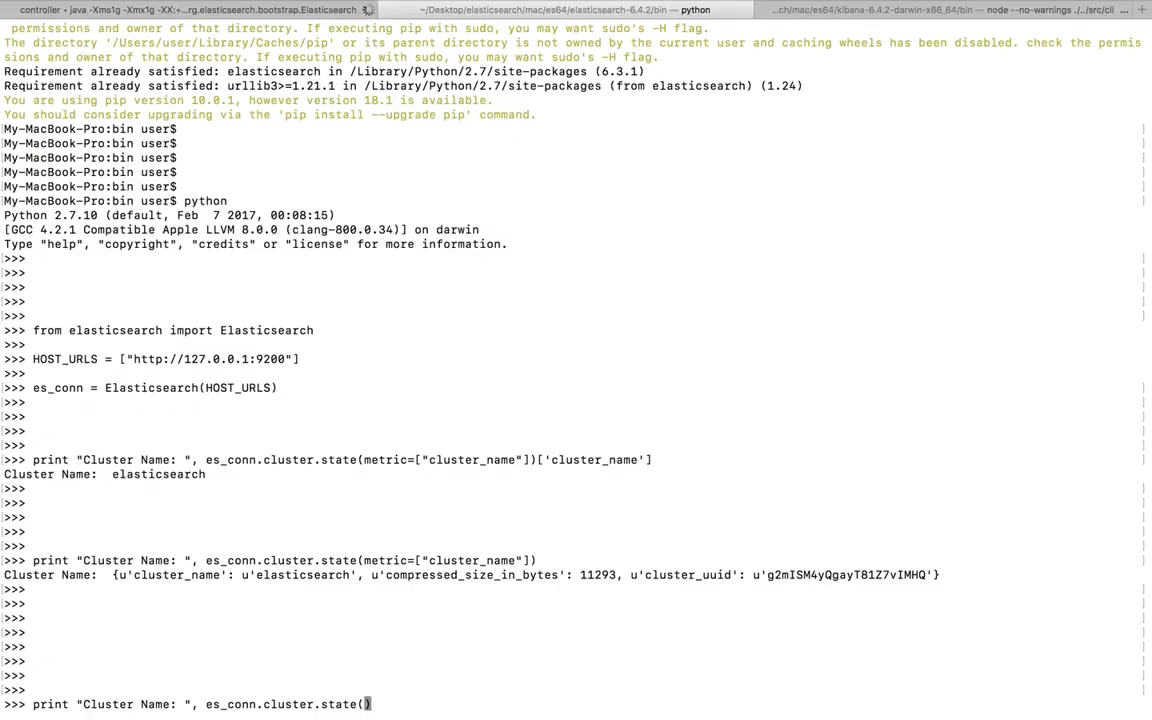 controller • java -Xms1g -Xmx1g -XX:+...rg.elasticsearch.bootstrap.Elasticsearch
~/Desktop/elasticsearch/mac/es64/elasticsearch-6.4.2/bin — python
...ch/mac/es64/kibana-6.4.2-darwin-x86_64/bin — node --no-warnings ./../src/cli ... +
permissions and owner of that directory. If executing pip with sudo, you may want sudo's -H flag.
The directory '/Users/user/Library/Caches/pip' or its parent directory is not owned by the current user and caching wheels has been disabled. check the permis
sions and owner of that directory. If executing pip with sudo, you may want sudo's -H flag.
Requirement already satisfied: elasticsearch in /Library/Python/2.7/site-packages (6.3.1)
Requirement already satisfied: urllib3>=1.21.1 in /Library/Python/2.7/site-packages (from elasticsearch) (1.24)
You are using pip version 10.0.1, however version 18.1 is available.
You should consider upgrading via the 'pip install --upgrade pip' command.
[My-MacBook-Pro:bin user$ ]
[My-MacBook-Pro:bin user$ ]
[My-MacBook-Pro:bin user$ ]
[My-MacBook-Pro:bin user$ ]
[My-MacBook-Pro:bin user$ ]
[My-MacBook-Pro:bin user$ python ]
Python 2.7.10 (default, Feb  7 2017, 00:08:15)
[GCC 4.2.1 Compatible Apple LLVM 8.0.0 (clang-800.0.34)] on darwin
Type "help", "copyright", "credits" or "license" for more information.
[>>> ]
[>>> ]
[>>> ]
[>>> ]
[>>> ]
>>> from elasticsearch import Elasticsearch
[>>>
>>> HOST_URLS = ["http://127.0.0.1:9200"]
[>>>
>>> es_conn = Elasticsearch(HOST_URLS) ]
[>>> ]
[>>> ]
[>>> ]
[>>> ]
>>> print "Cluster Name: ", es_conn.cluster.state(metric=["cluster_name"])['cluster_name']
Cluster Name:  elasticsearch
[>>> ]
[>>> ]
[>>> ]
[>>> ]
[>>> ]
[>>> print "Cluster Name: ", es_conn.cluster.state(metric=["cluster_name"]) ]
Cluster Name:  {u'cluster_name': u'elasticsearch', u'compressed_size_in_bytes': 11293, u'cluster_uuid': u'g2mISM4yQgayT81Z7vIMHQ'}
[>>> ]
[>>> ]
[>>> ]
[>>> ]
[>>> ]
[>>> ]
[>>> ]
[>>> ]
>>> print "Cluster Name: ", es_conn.cluster.state()